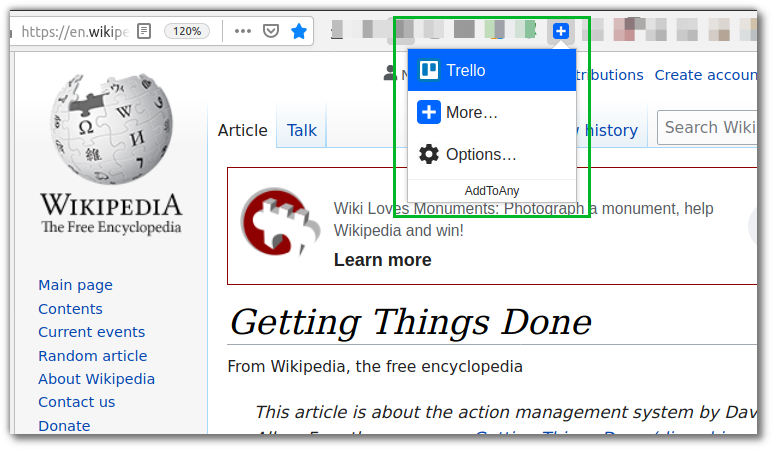 https://en.wikipe
120%
Trello
More…
Options…
AddToAny
tributions Create accoun
Article Talk
history Search Wiki
WIKIPEDIA
The Free Encyclopedia
Main page
Contents
Current events
Random article
About Wikipedia
Contact us
Donate
Wiki Loves Monuments: Photograph a monument, help
Wikipedia and win!
Learn more
Getting Things Done
From Wikipedia, the free encyclopedia
This article is about the action management system by Dav